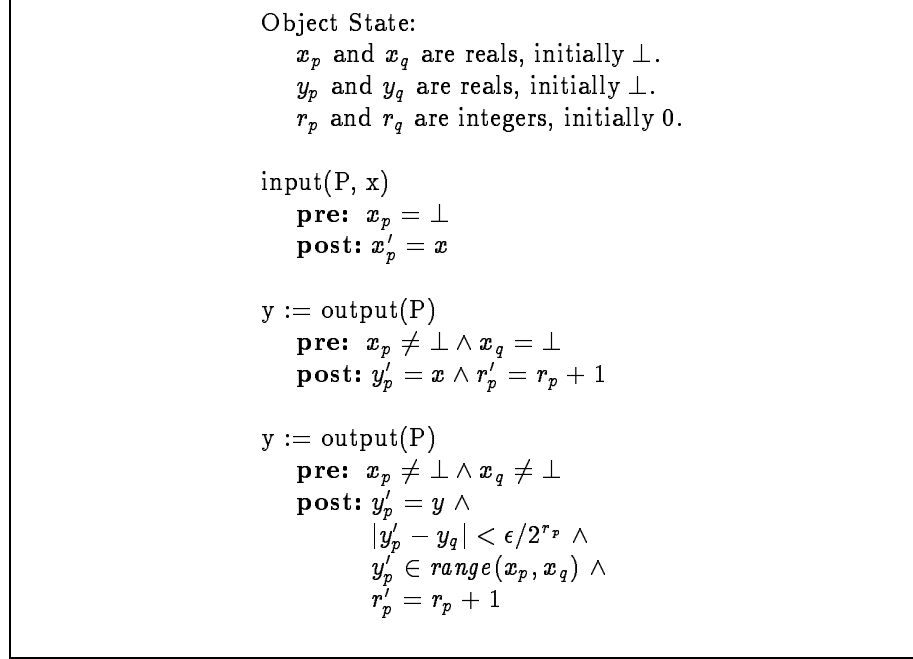 Object State:
x_p and x_q are reals, initially ⊥.
y_p and y_q are reals, initially ⊥.
r_p and r_q are integers, initially 0.
input(P, x)
pre: x_p = ⊥
post: x′_p = x
y := output(P)
pre: x_p ≠ ⊥ ∧ x_q = ⊥
post: y′_p = x ∧ r′_p = r_p + 1
y := output(P)
pre: x_p ≠ ⊥ ∧ x_q ≠ ⊥
post: y′_p = y ∧
|y′_p − y_q| < ϵ/2^{r_p} ∧
y′_p ∈ range(x_p, x_q) ∧
r′_p = r_p + 1